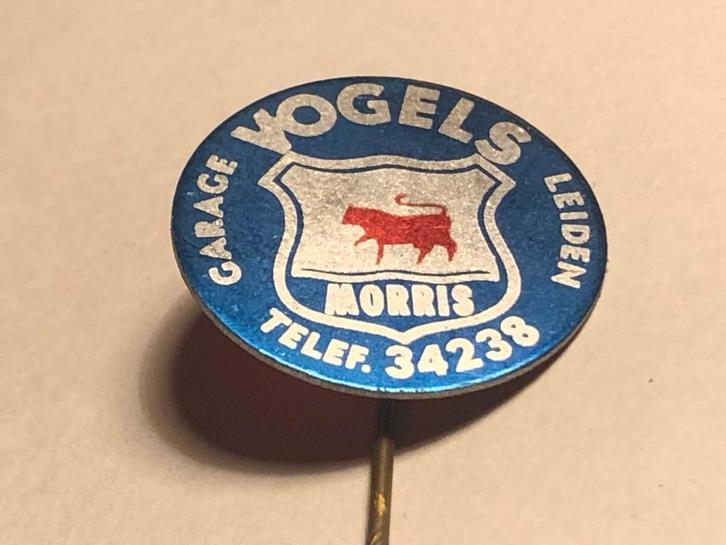 GARAGE
VOGELS
LEIDEN
MORRIS
TELEF. 34238